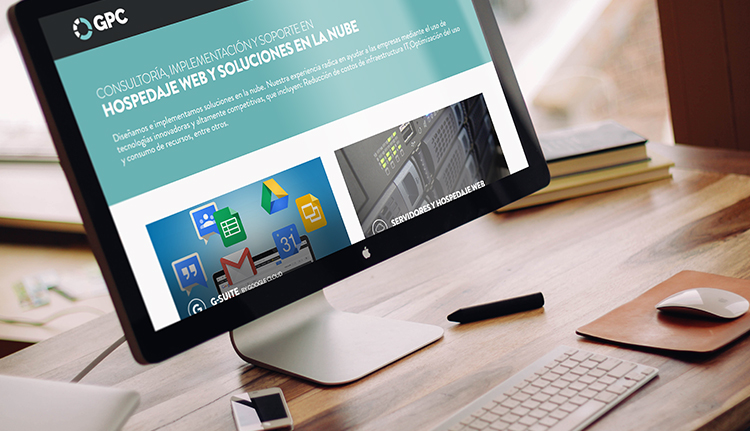 GPC
CONSULTORÍA, IMPLEMENTACIÓN Y SOPORTE EN
HOSPEDAJE WEB Y SOLUCIONES EN LA NUBE
Diseñamos e implementamos soluciones en la nube. Nuestra experiencia radica en ayudar a las empresas mediante el uso de
tecnologías innovadoras y altamente competitivas, que incluyen: Reducción de costos de infraestructura IT, Optimización del uso
y consumo de recursos, entre otros.
31
G-SUITE BY GOOGLE CLOUD
SERVIDORES Y HOSPEDAJE WEB